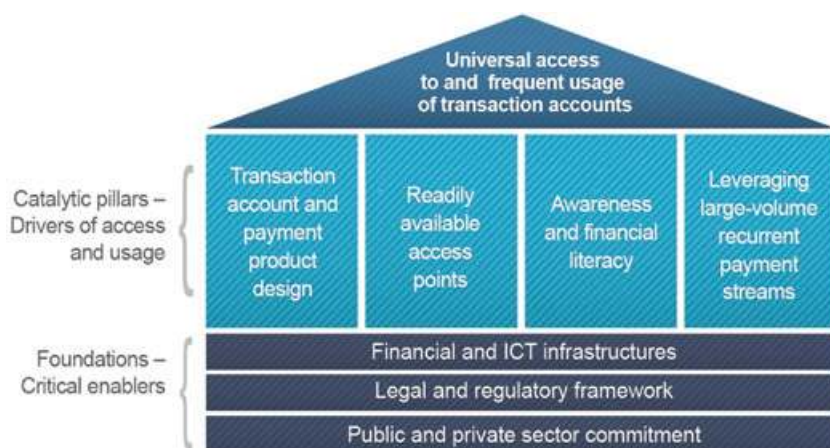 Universal access
to and frequent usage
of transaction accounts
Catalytic pillars –
Drivers of access
and usage
Transaction
account and
payment
product
design
Readily
available
access
points
Awareness
and financial
literacy
Leveraging
large-volume
recurrent
payment
streams
Foundations –
Critical enablers
Financial and ICT infrastructures
Legal and regulatory framework
Public and private sector commitment